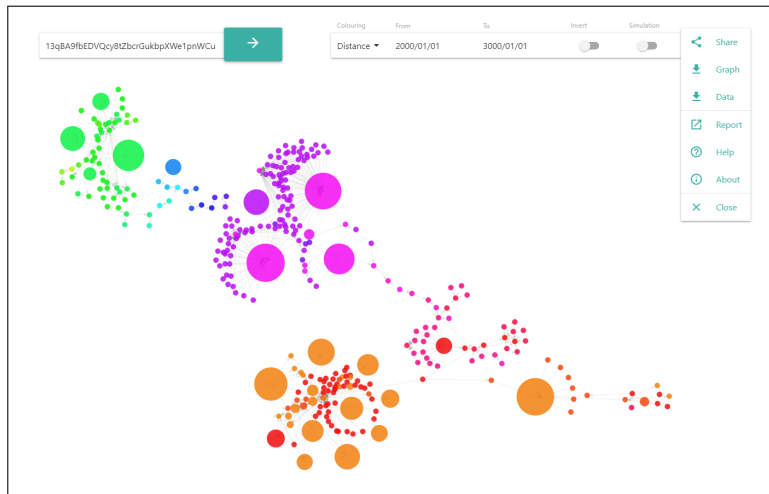 Colouring From To Invert Simulation
13qBA9fbEDVQcy8tZbcrGukbpXWe1pnWCu Distance 2000/01/01 3000/01/01
Share
Graph
Data
Report
Help
About
Close